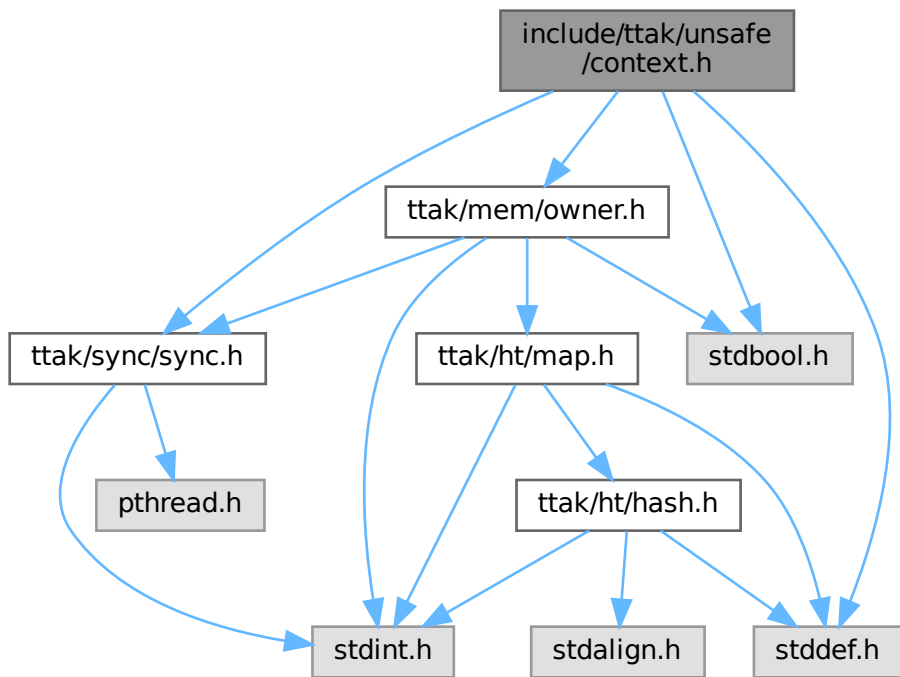 include/ttak/unsafe
/context.h
ttak/mem/owner.h
ttak/sync/sync.h
ttak/ht/map.h
stdbool.h
pthread.h
ttak/ht/hash.h
stdint.h
stdalign.h
stddef.h